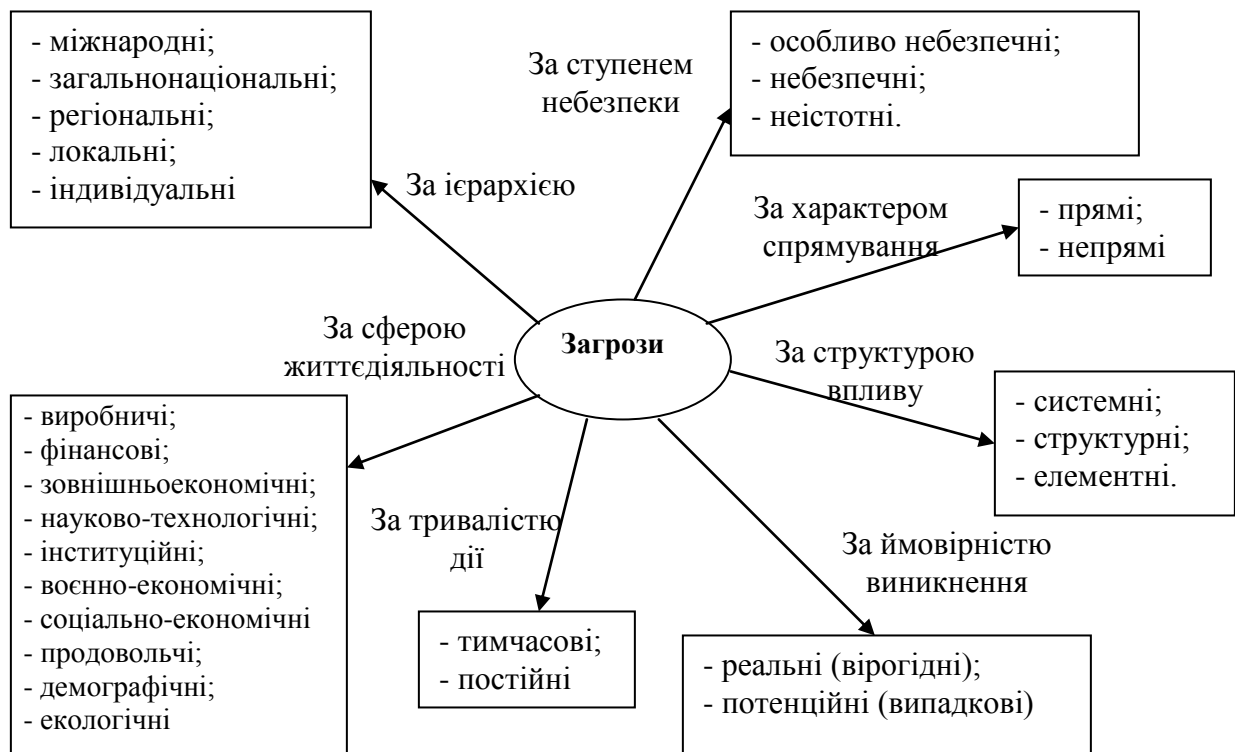 - міжнародні;
- загальнонаціональні;
- регіональні;
- локальні;
- індивідуальні
За ієрархією
За ступенем
небезпеки
- особливо небезпечні;
- небезпечні;
- неістотні.
За характером
спрямування
- прямі;
- непрямі
За сферою
життєдіяльності
Загрози
За структурою
впливу
- системні;
- структурні;
- елементні.
- виробничі;
- фінансові;
- зовнішньоекономічні;
- науково-технологічні;
- інституційні;
- воєнно-економічні;
- соціально-економічні
- продовольчі;
- демографічні;
- екологічні
За тривалістю
дії
- тимчасові;
- постійні
За ймовірністю
виникнення
- реальні (вірогідні);
- потенційні (випадкові)